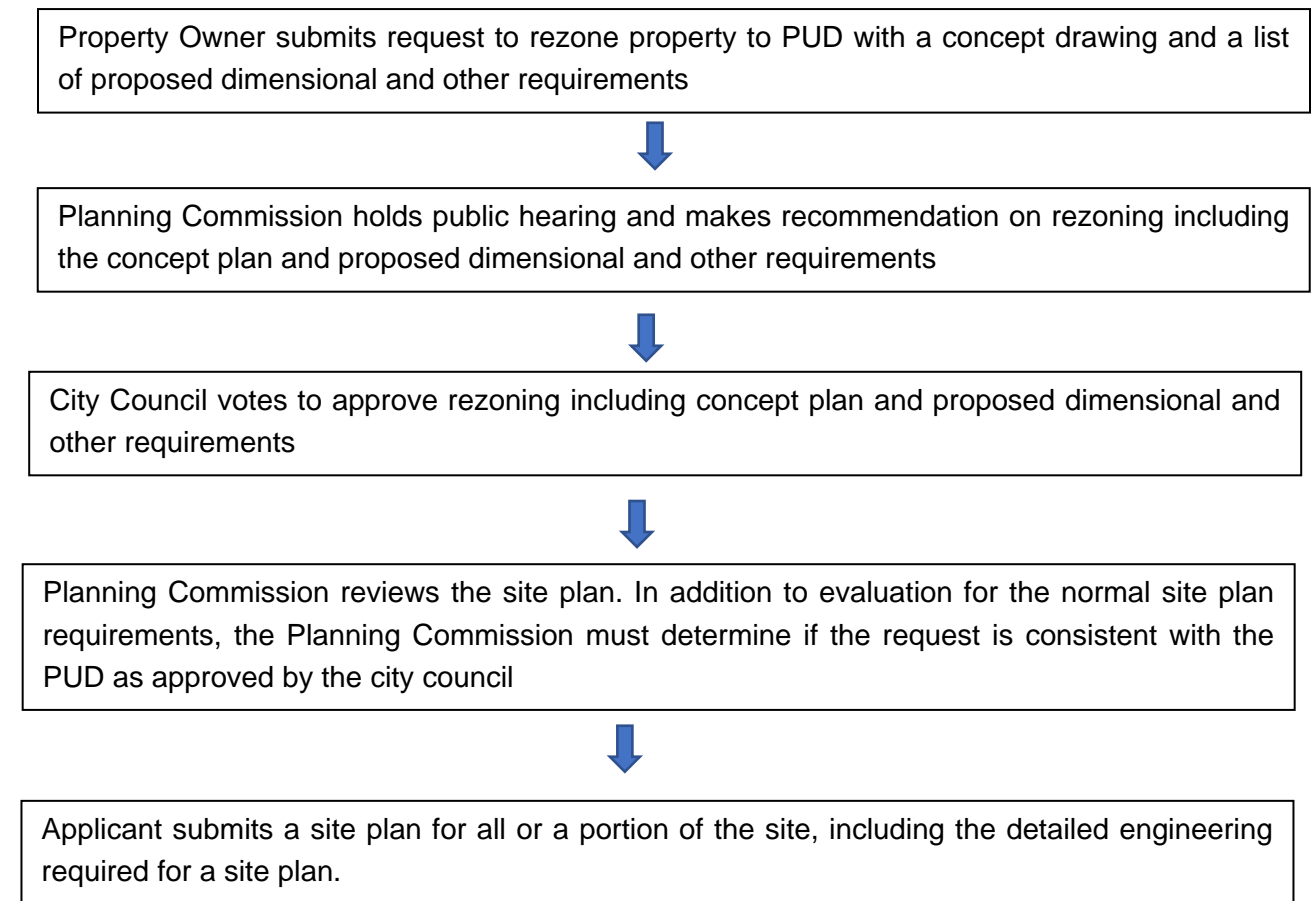 Property Owner submits request to rezone property to PUD with a concept drawing and a list
of proposed dimensional and other requirements
Planning Commission holds public hearing and makes recommendation on rezoning including
the concept plan and proposed dimensional and other requirements
City Council votes to approve rezoning including concept plan and proposed dimensional and
other requirements
Planning Commission reviews the site plan. In addition to evaluation for the normal site plan
requirements, the Planning Commission must determine if the request is consistent with the
PUD as approved by the city council
Applicant submits a site plan for all or a portion of the site, including the detailed engineering
required for a site plan.